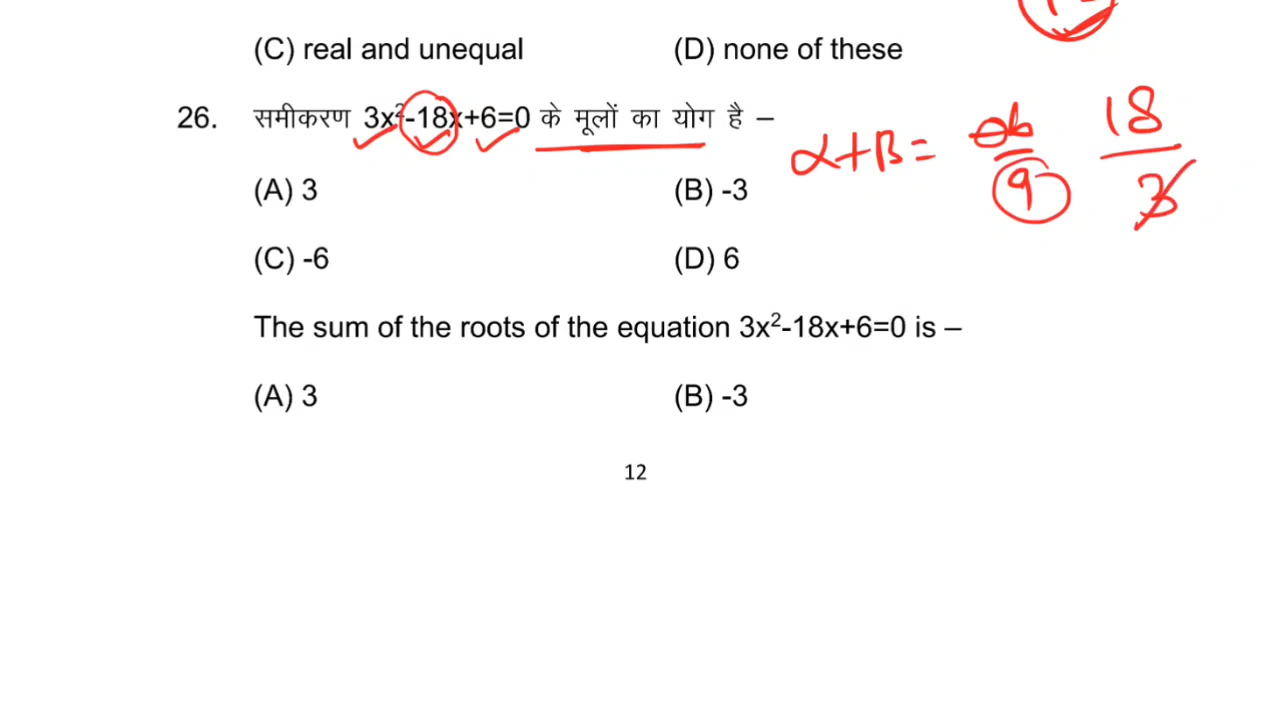 (C) real and unequal (D) none of these
26. समीकरण 3x²-18x+6=0 के मूलों का योग है –
α+β= 18/3
(A) 3 (B) -3
(C) -6 (D) 6
The sum of the roots of the equation 3x²-18x+6=0 is –
(A) 3 (B) -3
12